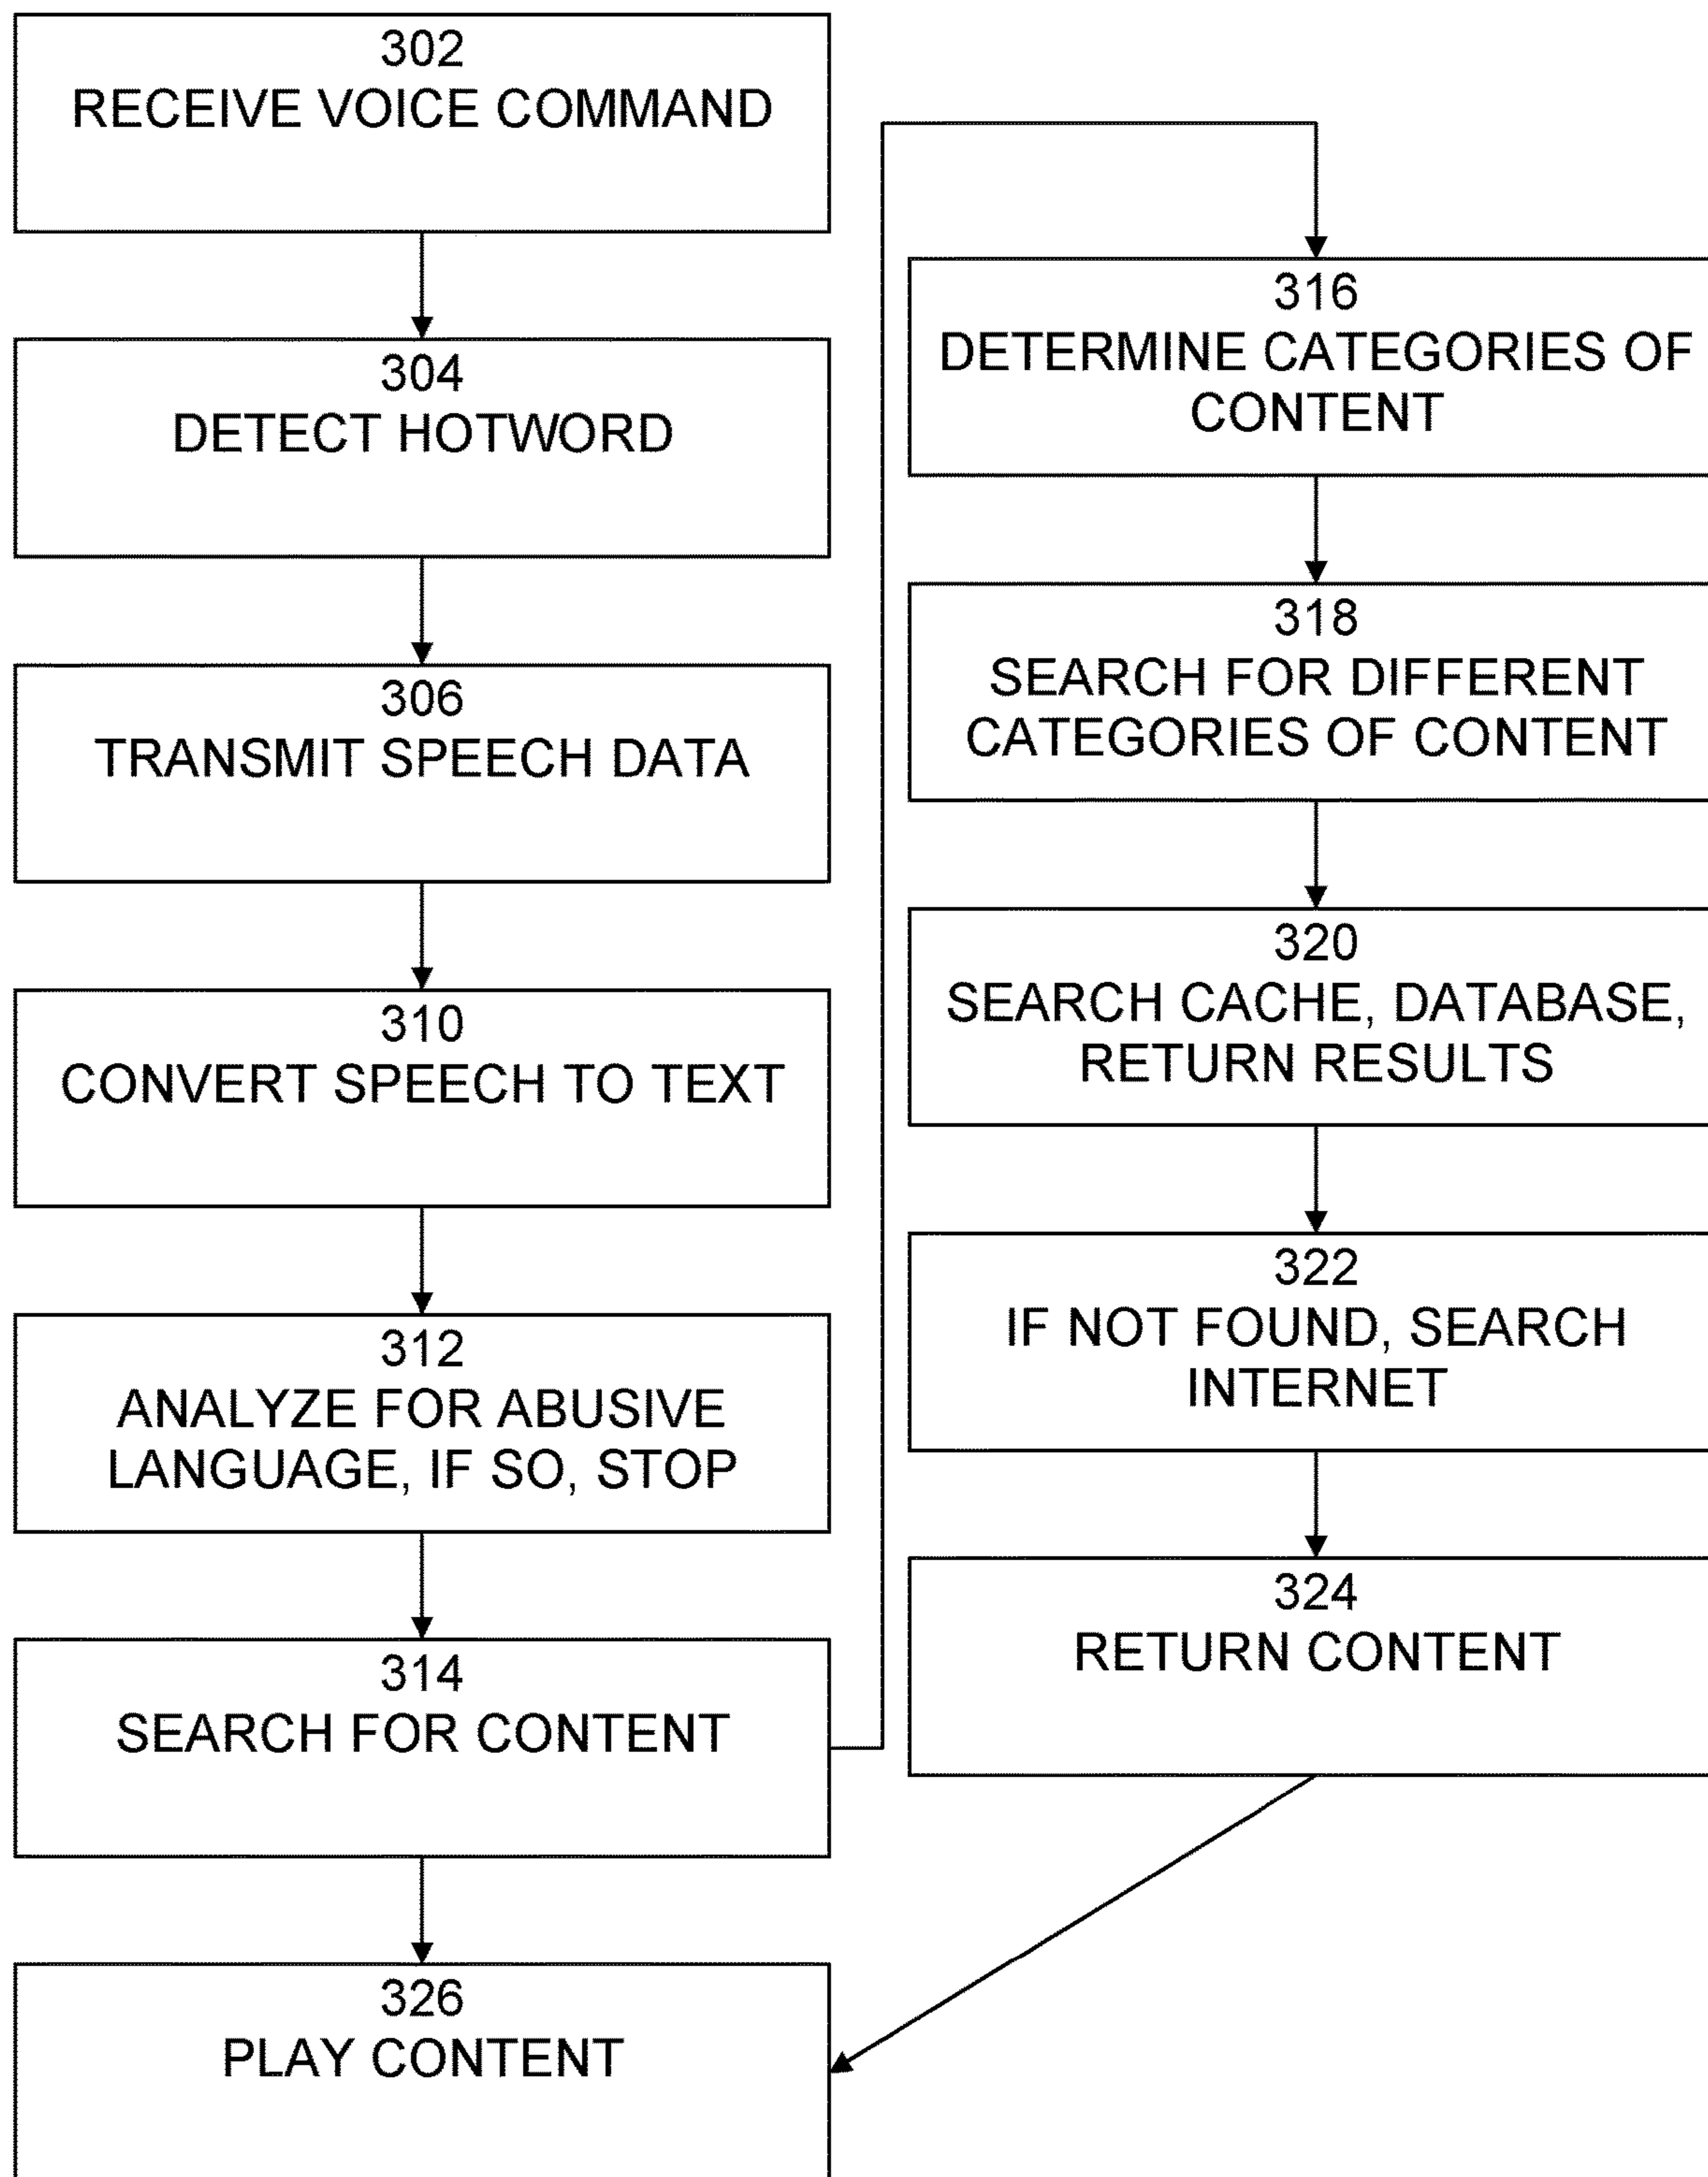 302
RECEIVE VOICE COMMAND
304
DETECT HOTWORD
306
TRANSMIT SPEECH DATA
310
CONVERT SPEECH TO TEXT
312
ANALYZE FOR ABUSIVE
LANGUAGE, IF SO, STOP
314
SEARCH FOR CONTENT
326
PLAY CONTENT
316
DETERMINE CATEGORIES OF
CONTENT
318
SEARCH FOR DIFFERENT
CATEGORIES OF CONTENT
320
SEARCH CACHE, DATABASE,
RETURN RESULTS
322
IF NOT FOUND, SEARCH
INTERNET
324
RETURN CONTENT